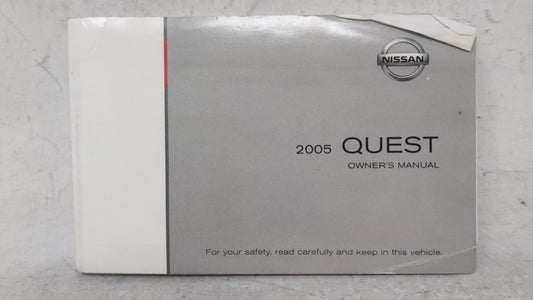 NISSAN
2005 QUEST
OWNER'S MANUAL
For your safety, read carefully and keep in this vehicle.